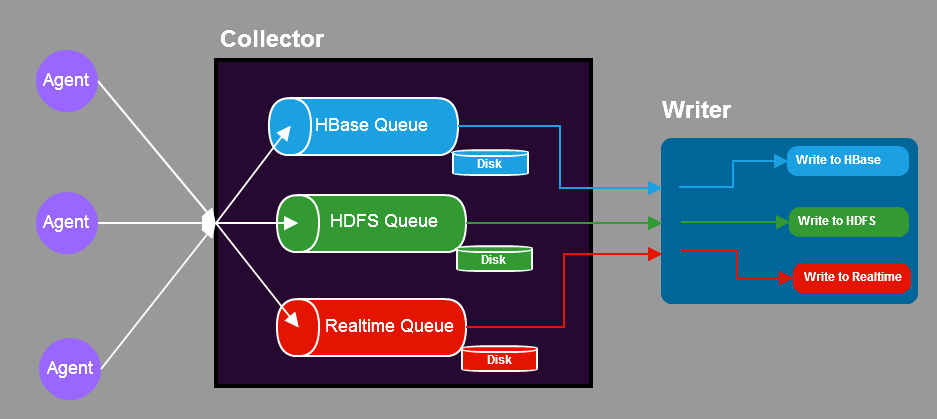 Collector
Agent
HBase Queue
Disk
Agent
HDFS Queue
Disk
Agent
Realtime Queue
Disk
Writer
Write to HBase
Write to HDFS
Write to Realtime